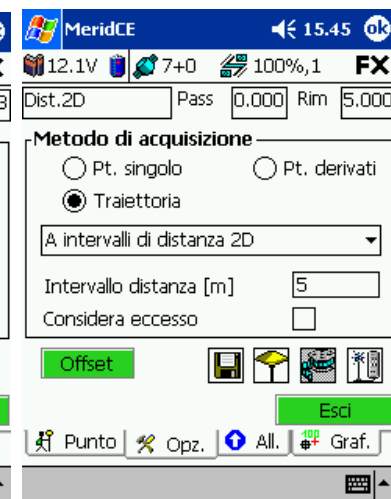 MeridCE 15.45 ok
12.1V 7+0 100%,1 FX
Dist.2D Pass 0.000 Rim 5.000
Metodo di acquisizione
Pt. singolo Pt. derivati
Traiettoria
A intervalli di distanza 2D
Intervallo distanza [m] 5
Considera eccesso
Offset
Esci
Punto Opz. All. 100 Graf.